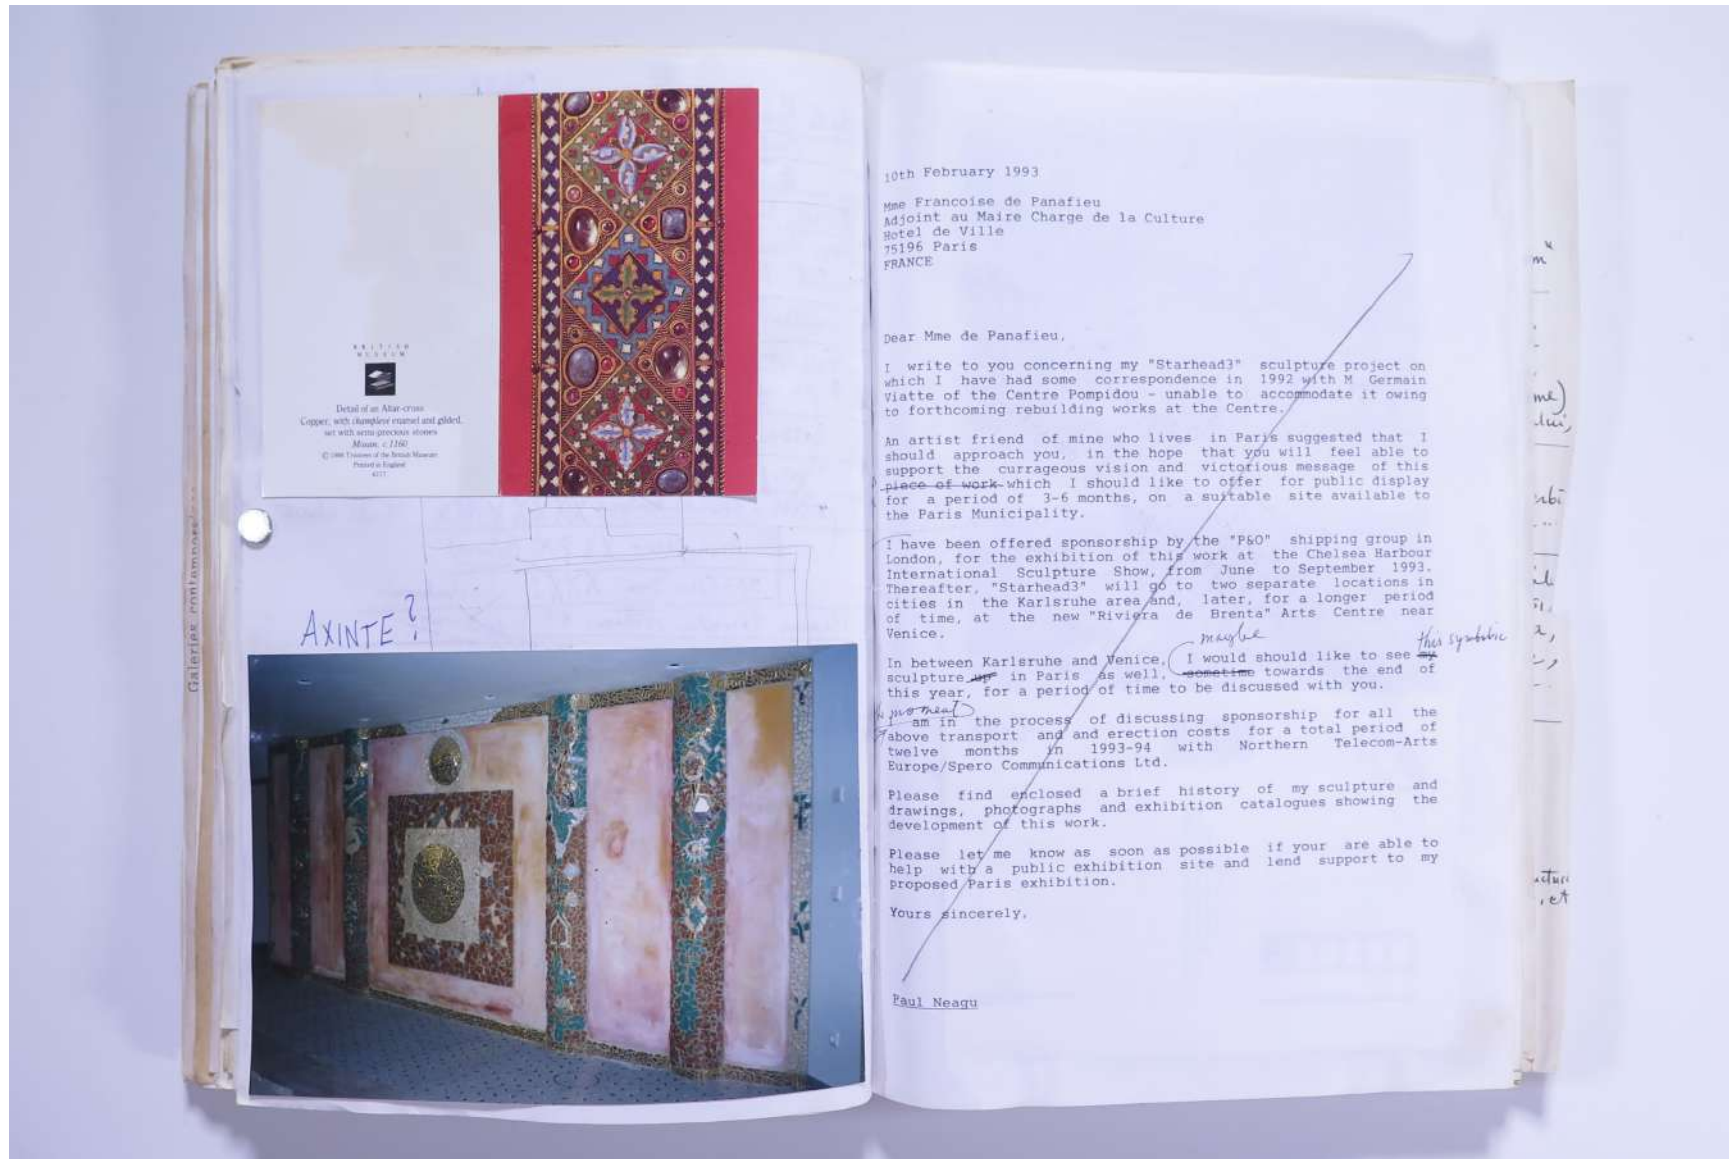 BRITISH
MUSEUM
Detail of an Altar-cross
Copper, with champlevé enamel and gilded,
set with semi-precious stones
Mosan, c.1160
Printed in England
AXINTE?
Galeries contemporaines
10th February 1993
Mme Francoise de Panafieu
Adjoint au Maire Charge de la Culture
Hotel de Ville
75196 Paris
FRANCE
Dear Mme de Panafieu,
I write to you concerning my "Starhead3" sculpture project on
which I have had some correspondence in 1992 with M Germain
Viatte of the Centre Pompidou - unable to accommodate it owing
to forthcoming rebuilding works at the Centre.
An artist friend of mine who lives in Paris suggested that I
should approach you, in the hope that you will feel able to
support the currageous vision and victorious message of this
piece of work which I should like to offer for public display
for a period of 3-6 months, on a suitable site available to
the Paris Municipality.
I have been offered sponsorship by the "P&O" shipping group in
London, for the exhibition of this work at the Chelsea Harbour
International Sculpture Show, from June to September 1993.
Thereafter, "Starhead3" will go to two separate locations in
cities in the Karlsruhe area and, later, for a longer period
of time, at the new "Riviera de Brenta" Arts Centre near
Venice.
maybe
this symbolic
In between Karlsruhe and Venice, I would should like to see my
sculpture up in Paris as well, sometime towards the end of
this year, for a period of time to be discussed with you.
moment
I am in the process of discussing sponsorship for all the
above transport and and erection costs for a total period of
twelve months in 1993-94 with Northern Telecom-Arts
Europe/Spero Communications Ltd.
Please find enclosed a brief history of my sculpture and
drawings, photographs and exhibition catalogues showing the
development of this work.
Please let me know as soon as possible if your are able to
help with a public exhibition site and lend support to my
proposed Paris exhibition.
Yours sincerely,
Paul Neagu